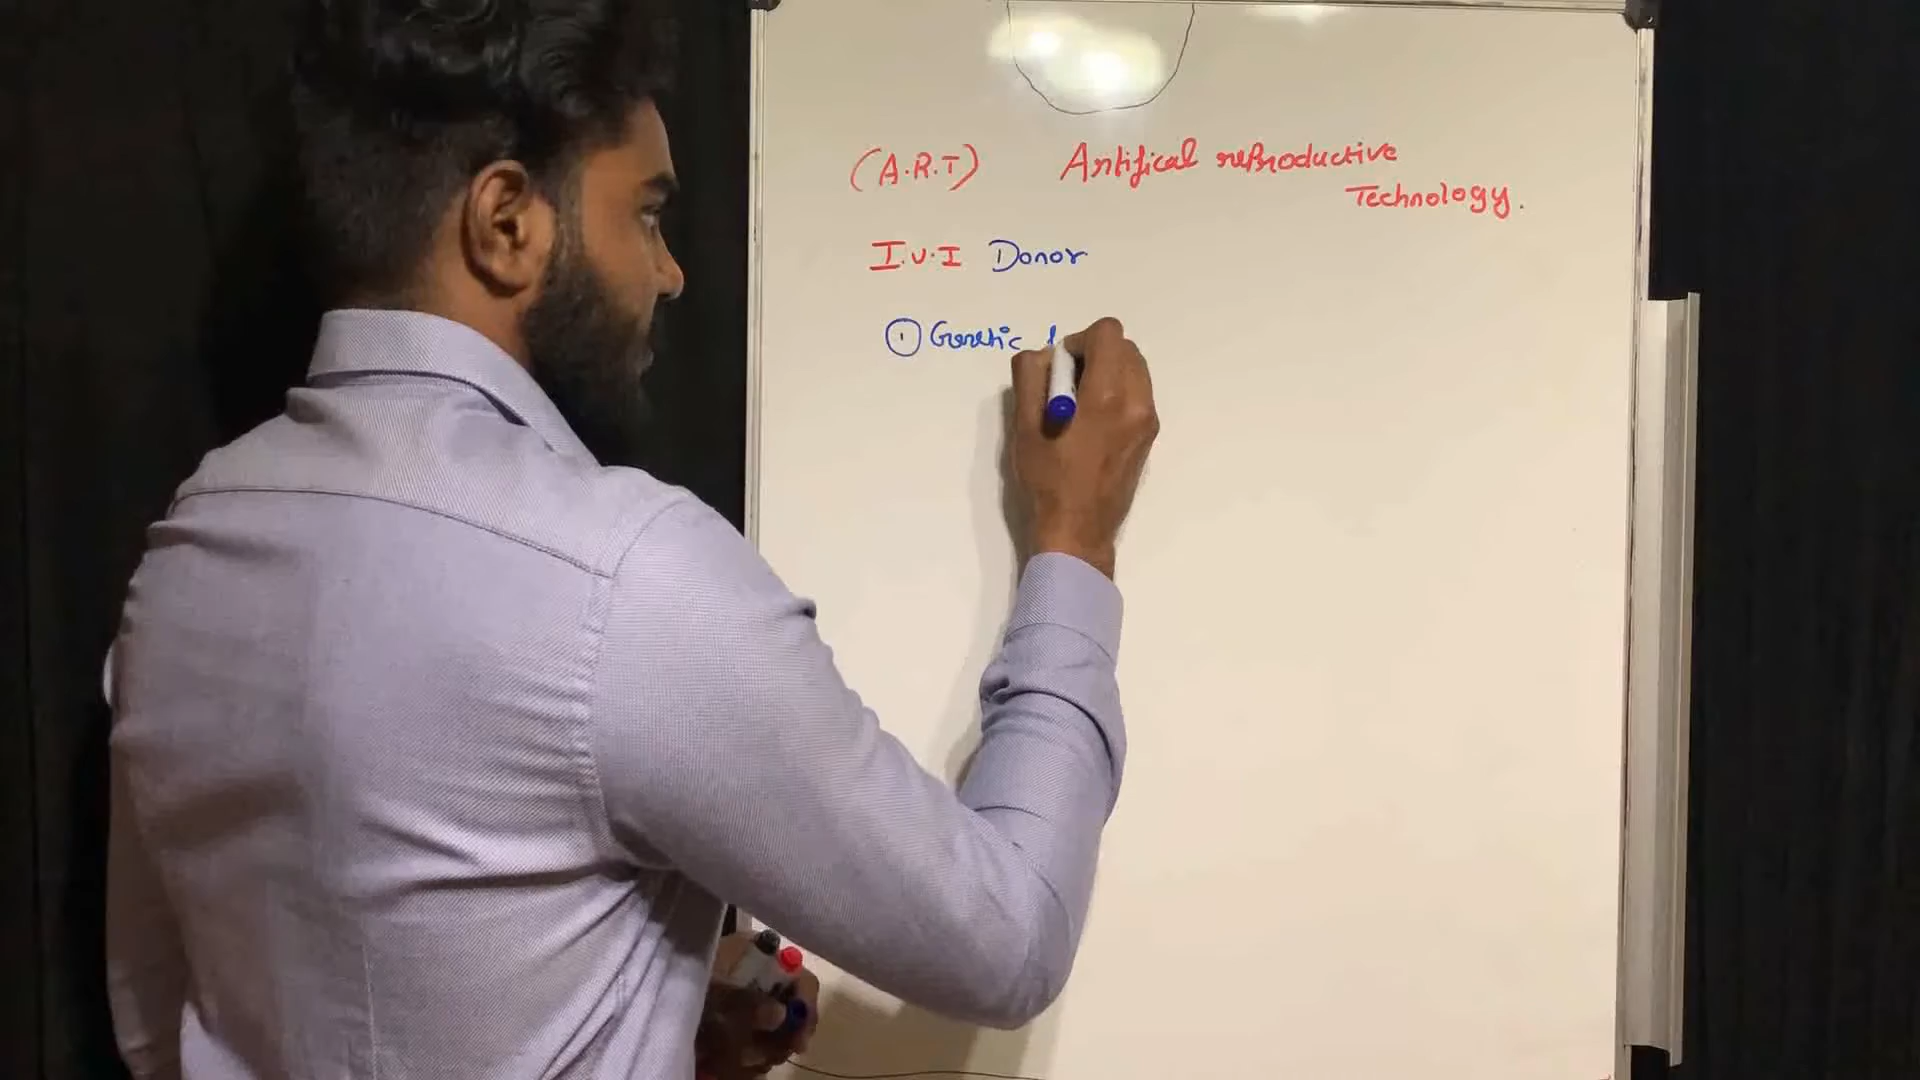 (A.R.T) Artifical reproductive
Technology.
I.U.I Donor
① Genetic